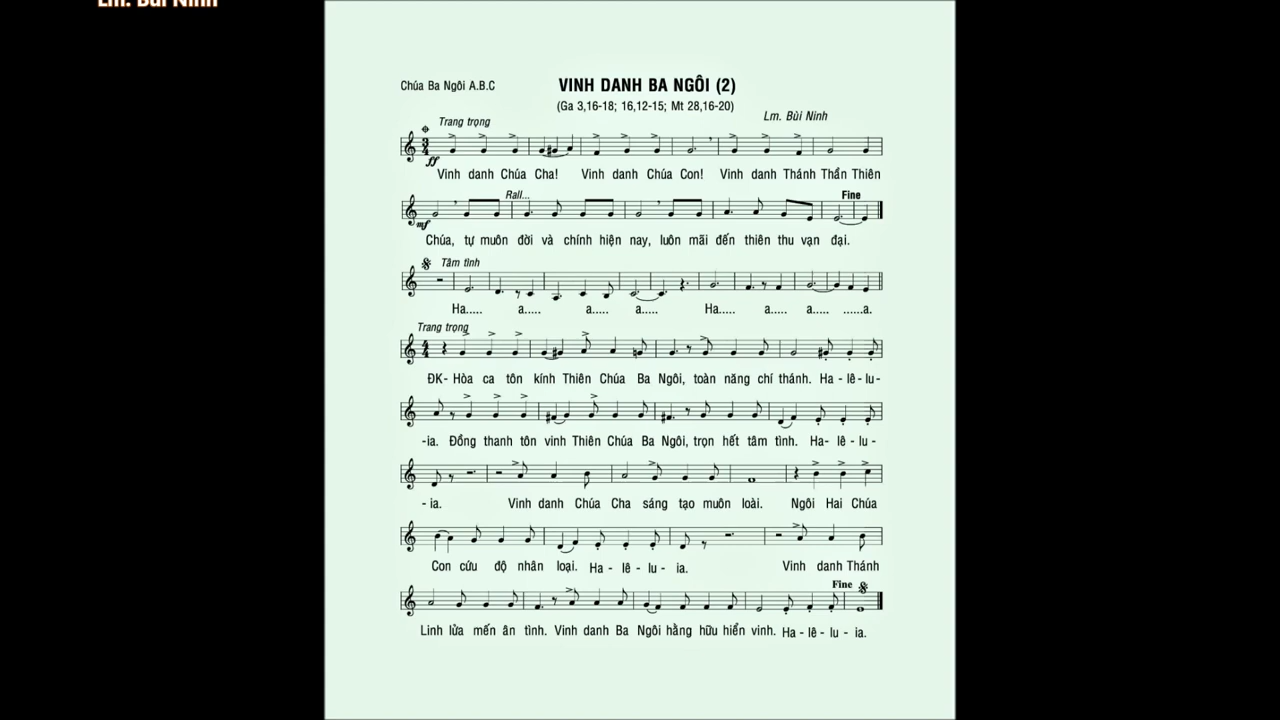 Lm. Bùi Ninh
Chúa Ba Ngôi A.B.C
VINH DANH BA NGÔI (2)
(Ga 3,16-18; 16,12-15; Mt 28,16-20)
Lm. Bùi Ninh
Trang trọng
3
4
ff
Vinh danh Chúa Cha! Vinh danh Chúa Con! Vinh danh Thánh Thần Thiên
Rall...
Fine
mf
Chúa, tự muôn đời và chính hiện nay, luôn mãi đến thiên thu vạn đại.
Tâm tình
Ha..... a..... a..... a..... Ha..... a..... a..... ......a.
Trang trọng
4
4
ĐK- Hòa ca tôn kính Thiên Chúa Ba Ngôi, toàn năng chí thánh. Ha - lê - lu -
-ia. Đồng thanh tôn vinh Thiên Chúa Ba Ngôi, trọn hết tâm tình. Ha- lê - lu -
- ia. Vinh danh Chúa Cha sáng tạo muôn loài. Ngôi Hai Chúa
Con cứu độ nhân loại. Ha - lê - lu - ia. Vinh danh Thánh
Fine
Linh lửa mến ân tình. Vinh danh Ba Ngôi hằng hữu hiển vinh. Ha - lê - lu - ia.